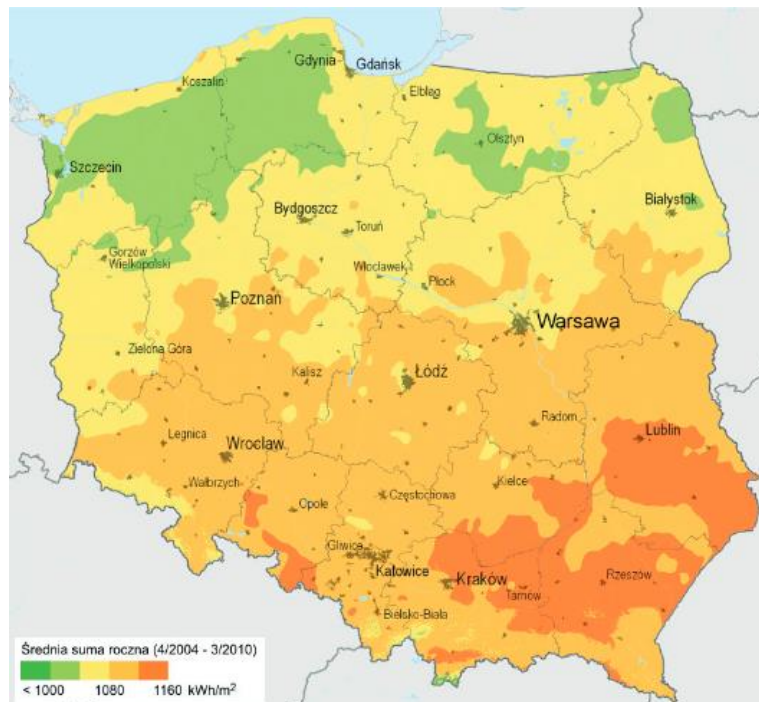 Gdynia
Gdańsk
Koszalin
Elbląg
Olsztyn
Szczecin
Białystok
Bydgoszcz
Toruń
Gorzów
Wielkopolski
Włocławek
Płock
Poznań
Warsawa
Zielona Góra
Kalisz
Łódź
Radom
Legnica
Wrocław
Lublin
Wałbrzych
Opole
Częstochowa
Kielce
Gliwice
Katowice
Kraków
Tarnów
Rzeszów
Bielsko-Biała
Średnia suma roczna (4/2004 - 3/2010)
< 1000 1080 1160 kWh/m²